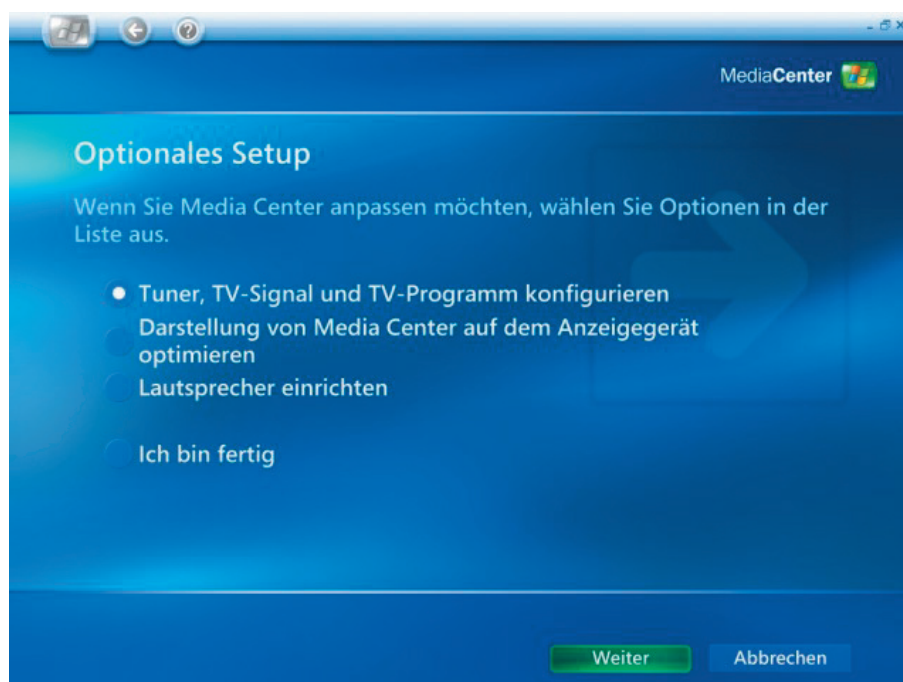 MediaCenter
Optionales Setup
Wenn Sie Media Center anpassen möchten, wählen Sie Optionen in der
Liste aus.
Tuner, TV-Signal und TV-Programm konfigurieren
Darstellung von Media Center auf dem Anzeigegerät
optimieren
Lautsprecher einrichten
Ich bin fertig
Weiter Abbrechen